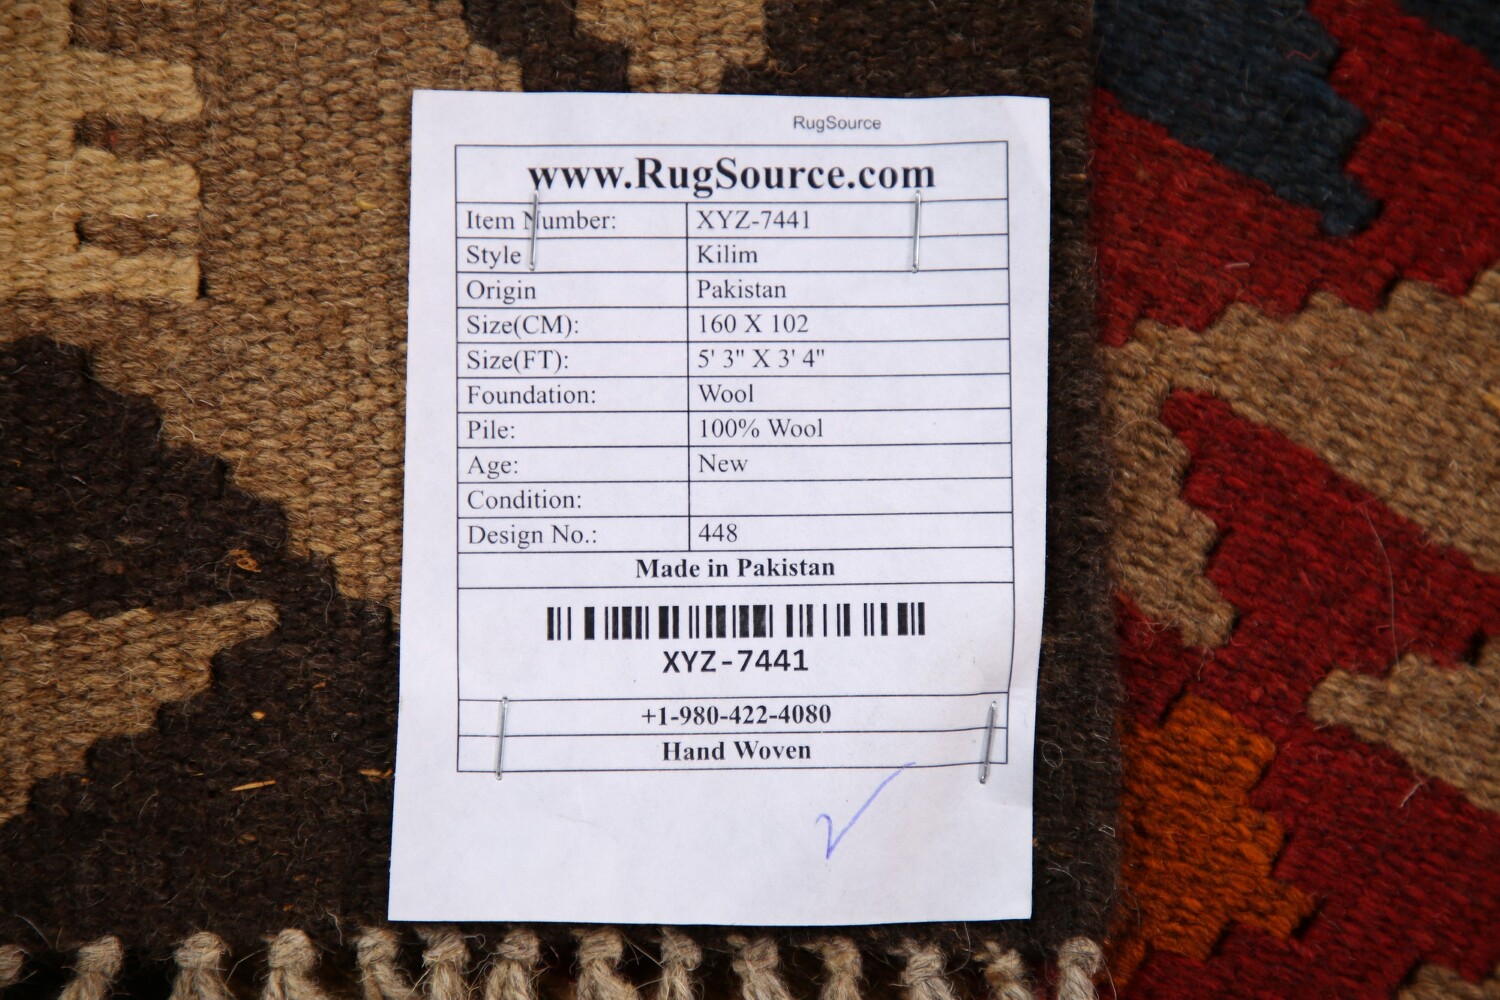 RugSource
www.RugSource.com
Item Number: XYZ-7441
Style Kilim
Origin Pakistan
Size(CM): 160 X 102
Size(FT): 5' 3" X 3' 4"
Foundation: Wool
Pile: 100% Wool
Age: New
Condition:
Design No.: 448
Made in Pakistan
XYZ-7441
+1-980-422-4080
Hand Woven